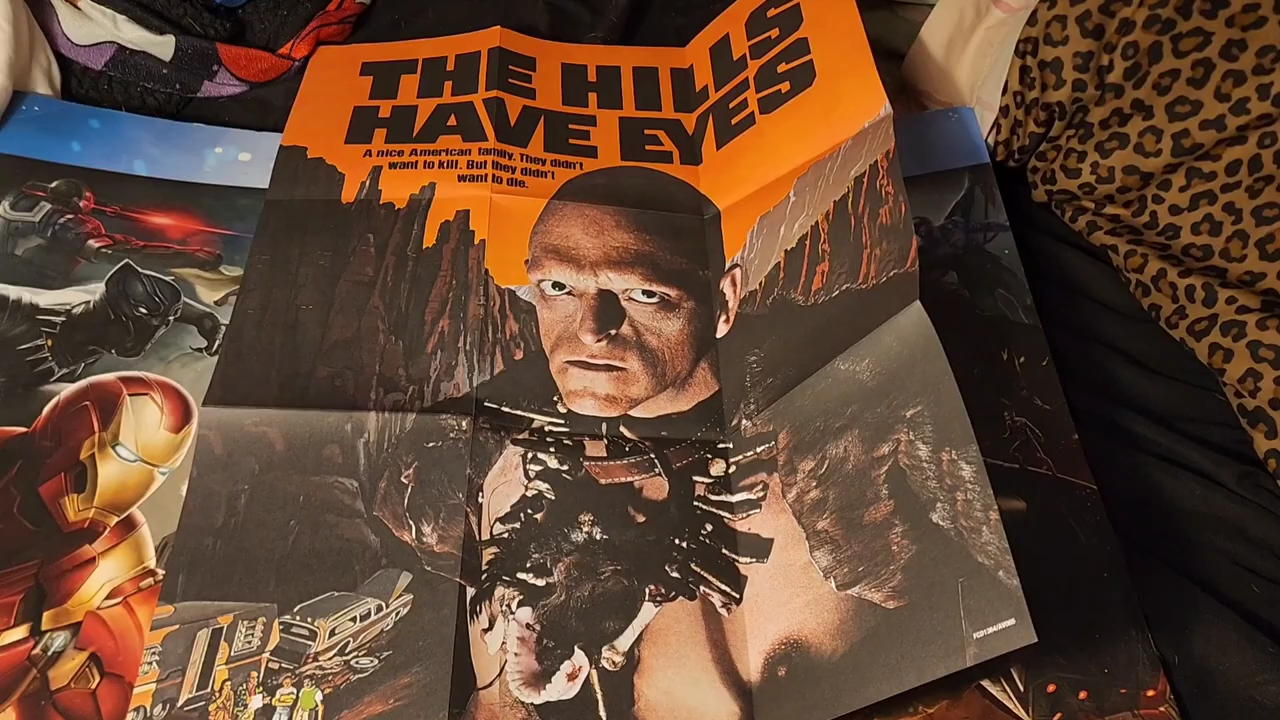 THE HILLS
HAVE EYES
A nice American family. They didn't
want to kill. But they didn't
want to die.